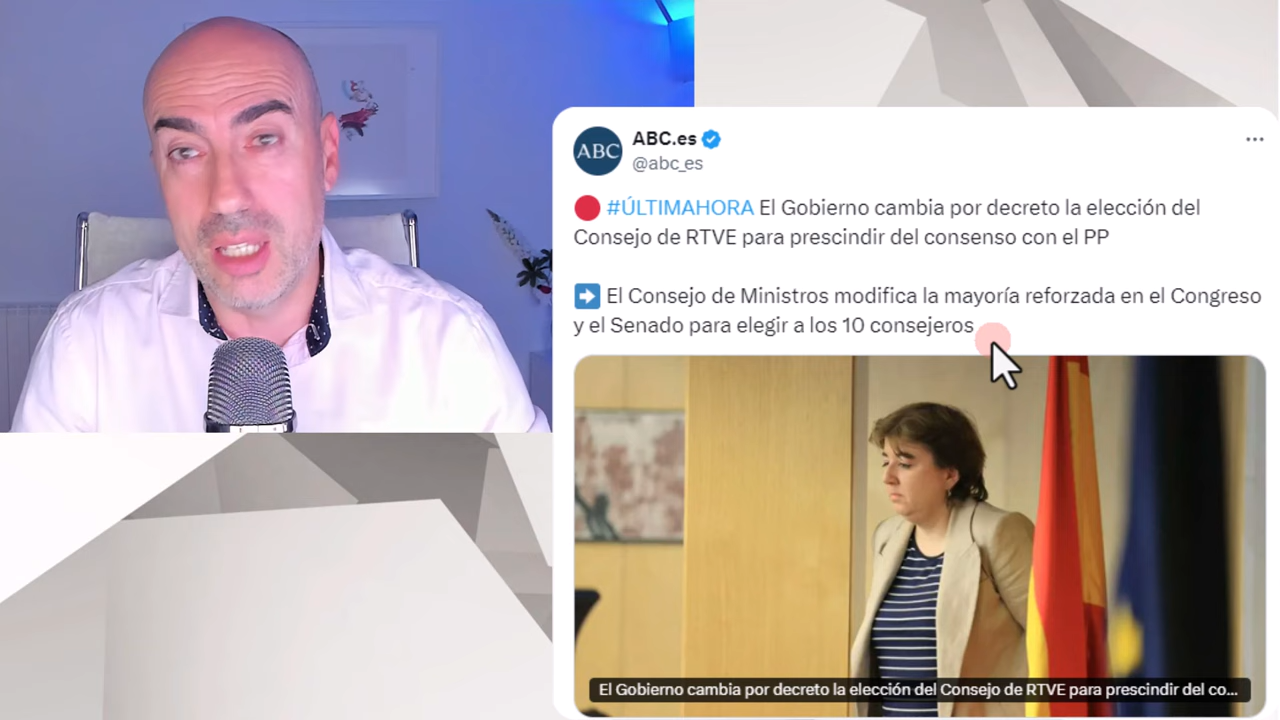 ABC
ABC.es
@abc_es
🔴 #ÚLTIMAHORA El Gobierno cambia por decreto la elección del
Consejo de RTVE para prescindir del consenso con el PP
➡️ El Consejo de Ministros modifica la mayoría reforzada en el Congreso
y el Senado para elegir a los 10 consejeros
El Gobierno cambia por decreto la elección del Consejo de RTVE para prescindir del co...